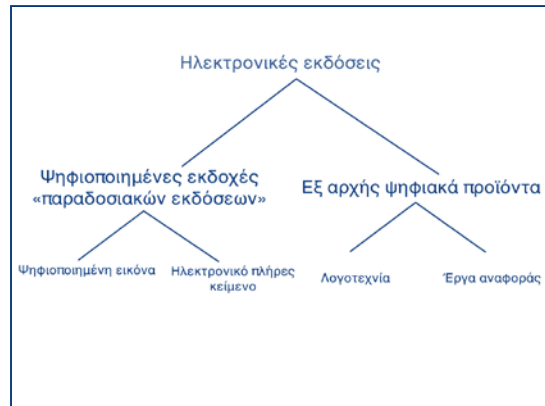 Ηλεκτρονικές εκδόσεις
Ψηφιοποιημένες εκδοχές
«παραδοσιακών εκδόσεων»
Εξ αρχής ψηφιακά προϊόντα
Ψηφιοποιημένη εικόνα
Ηλεκτρονικό πλήρες
κείμενο
Λογοτεχνία
Έργα αναφοράς